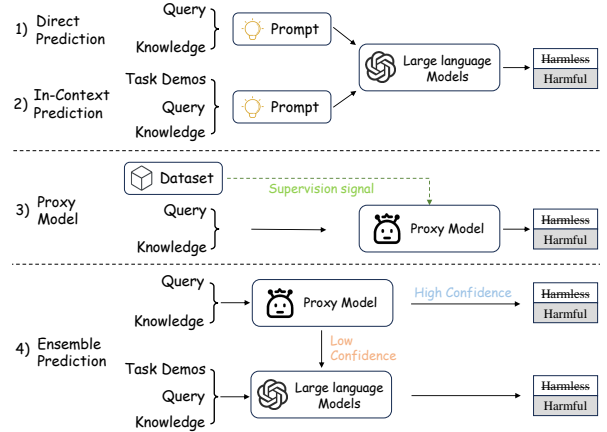 1) Direct
Prediction
Query
Knowledge
Prompt
Large language
Models
Harmless
Harmful
2) In-Context
Prediction
Task Demos
Query
Knowledge
Prompt
3) Proxy
Model
Dataset
Supervision signal
Query
Knowledge
Proxy Model
Harmless
Harmful
4) Ensemble
Prediction
Query
Knowledge
Proxy Model
High Confidence
Harmless
Harmful
Low
Confidence
Task Demos
Query
Knowledge
Large language
Models
Harmless
Harmful